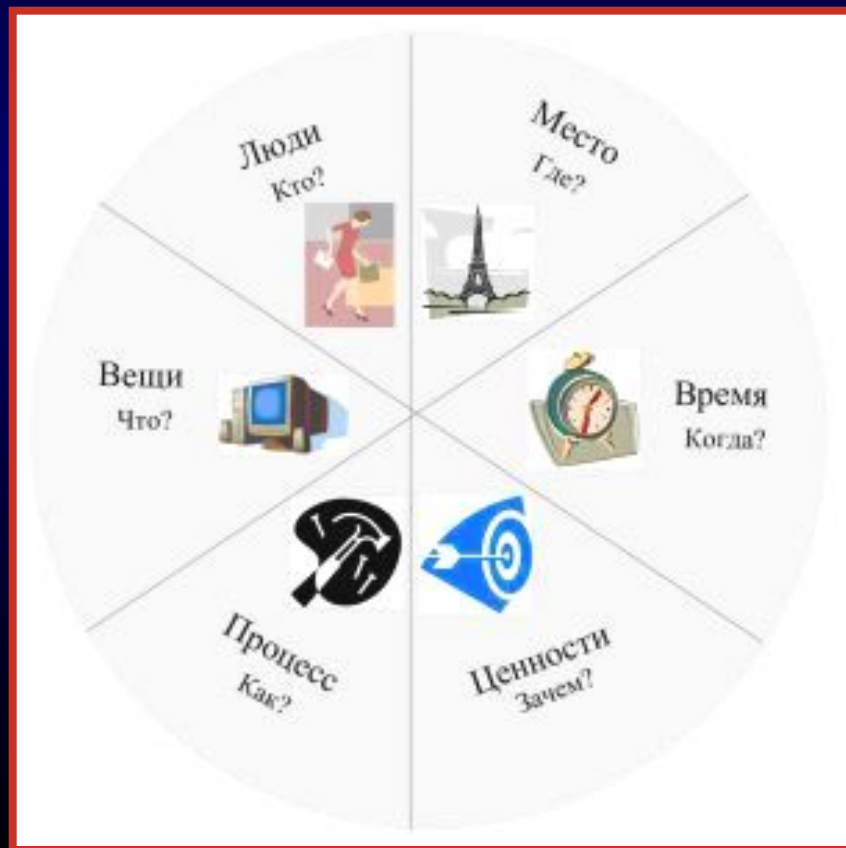 Люди
Кто?
Место
Где?
Время
Когда?
Ценности
Зачем?
Процесс
Как?
Вещи
Что?